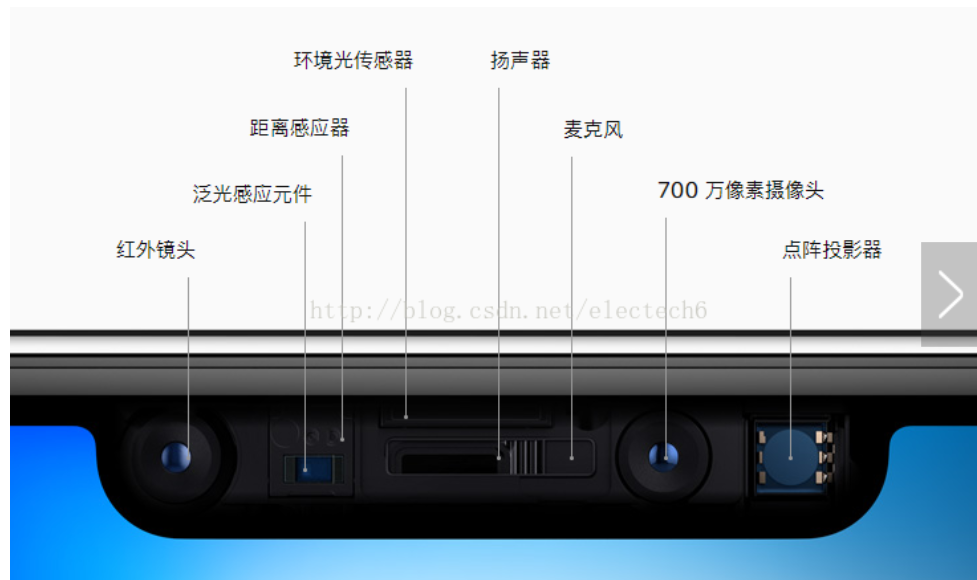 环境光传感器
扬声器
距离感应器
麦克风
泛光感应元件
700 万像素摄像头
红外镜头
点阵投影器
http://blog.csdn.net/electech6